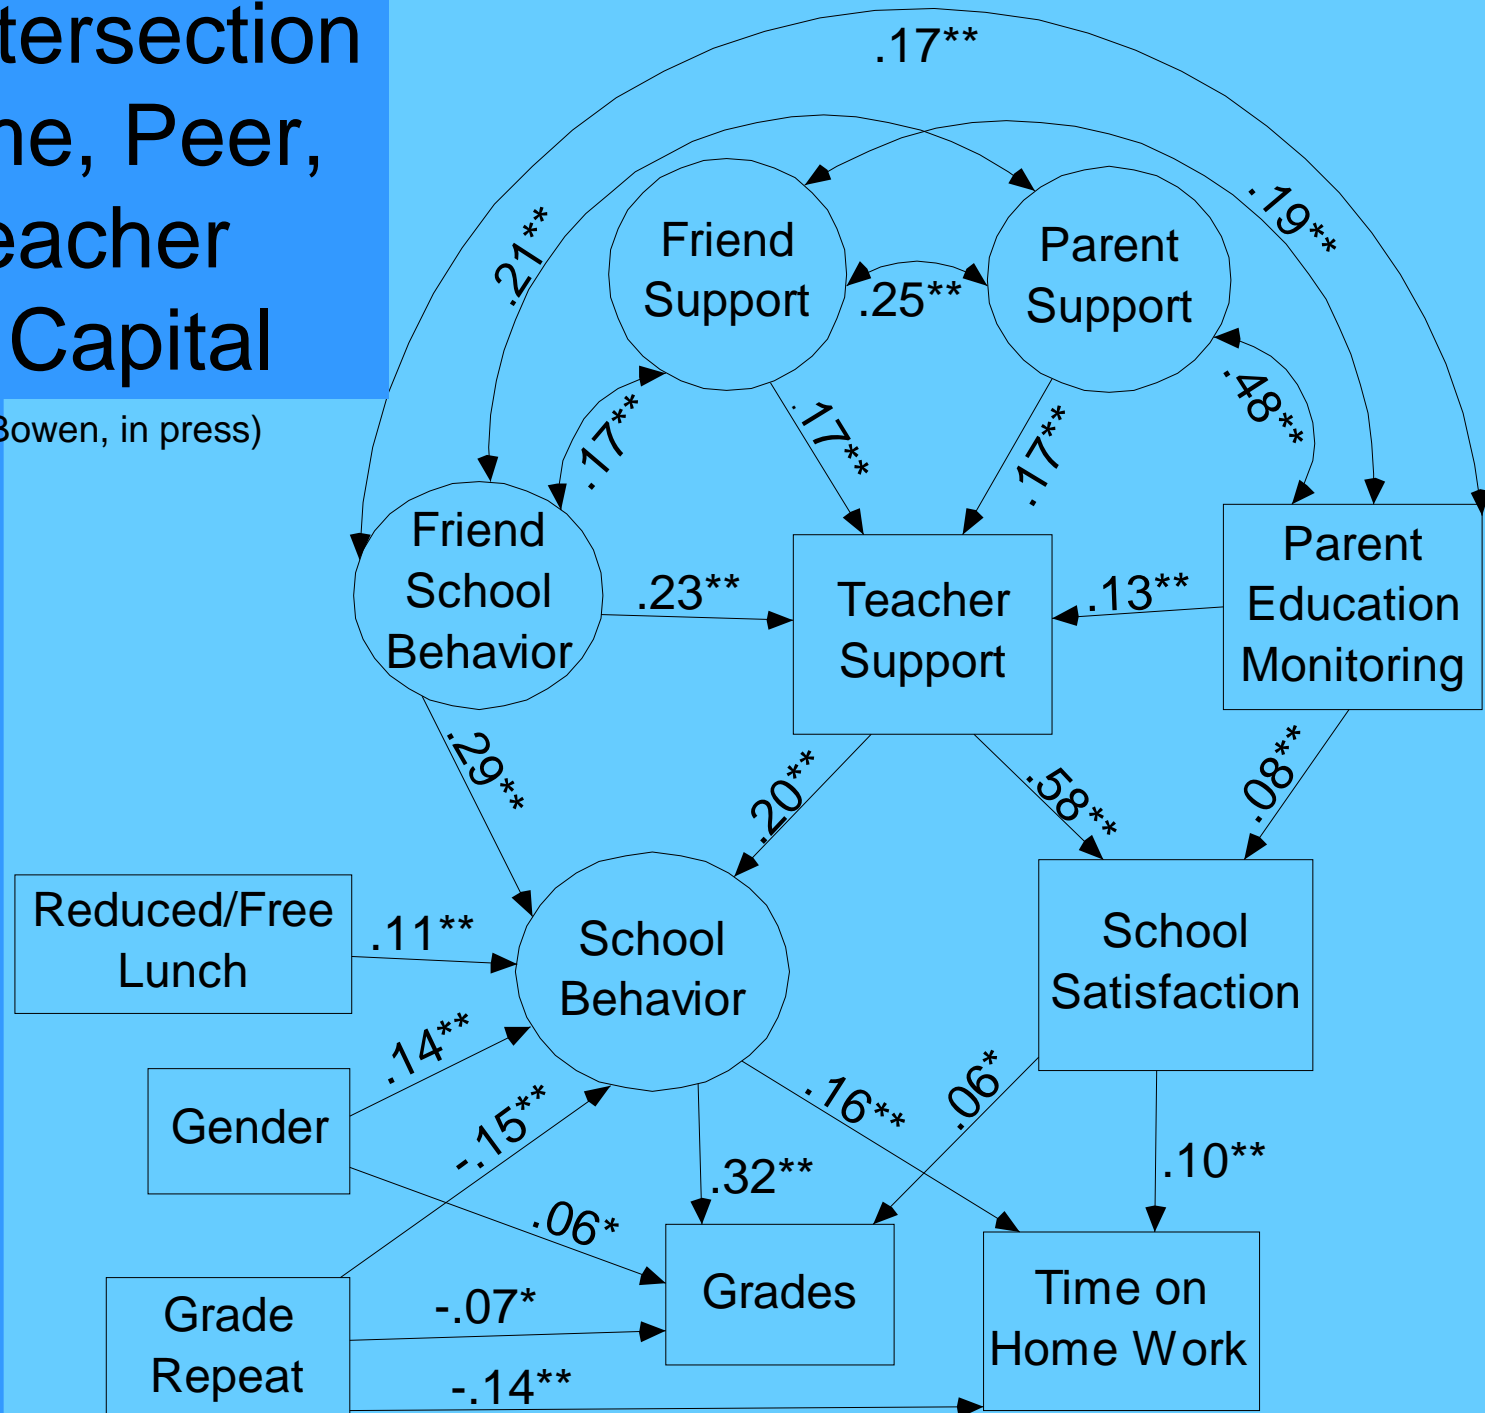 tersection
ne, Peer,
eacher
Capital
Bowen, in press)
.17**
.21**
.19**
Friend
Support
.25**
Parent
Support
.17**
.17**
.17**
.48**
Friend
School
Behavior
.23**
Teacher
Support
.13**
Parent
Education
Monitoring
.29**
.20**
.58**
.08**
Reduced/Free
Lunch
.11**
School
Behavior
School
Satisfaction
.14**
Gender
-.15**
.16**
.06*
.32**
.10**
.06*
Grade
Repeat
-.07*
Grades
Time on
Home Work
-.14**